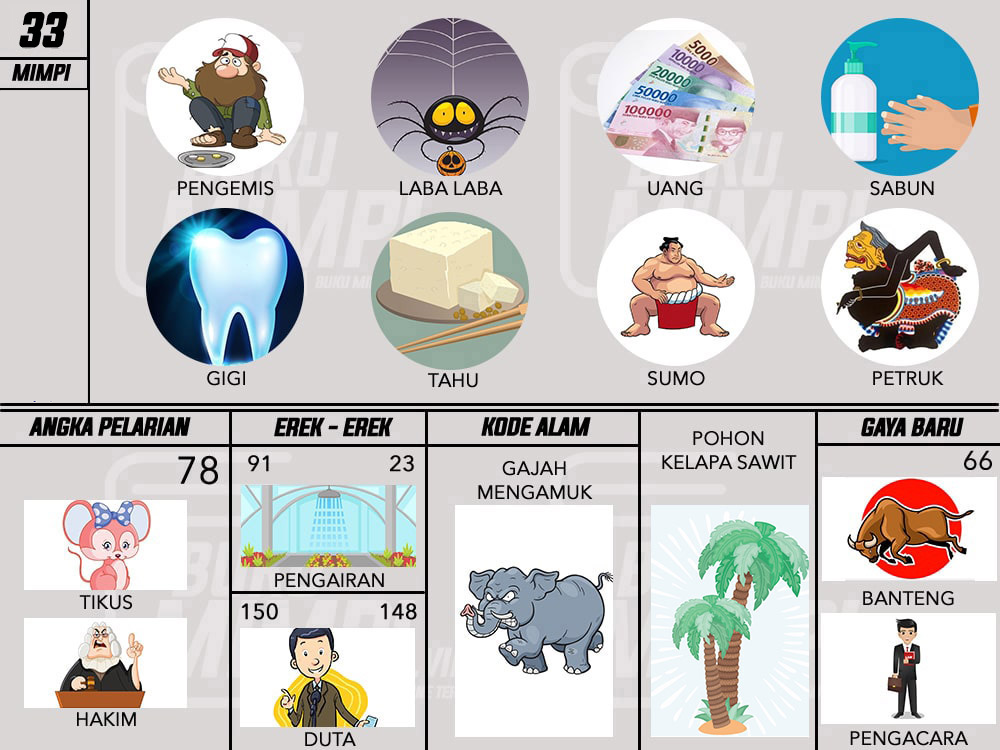 33
MIMPI
PENGEMIS
LABA LABA
5000
10000
20000
50000
100000
UANG
SABUN
GIGI
TAHU
SUMO
PETRUK
ANGKA PELARIAN
78
TIKUS
HAKIM
EREK - EREK
91 23
PENGAIRAN
150 148
DUTA
KODE ALAM
GAJAH
MENGAMUK
POHON
KELAPA SAWIT
GAYA BARU
66
BANTENG
PENGACARA